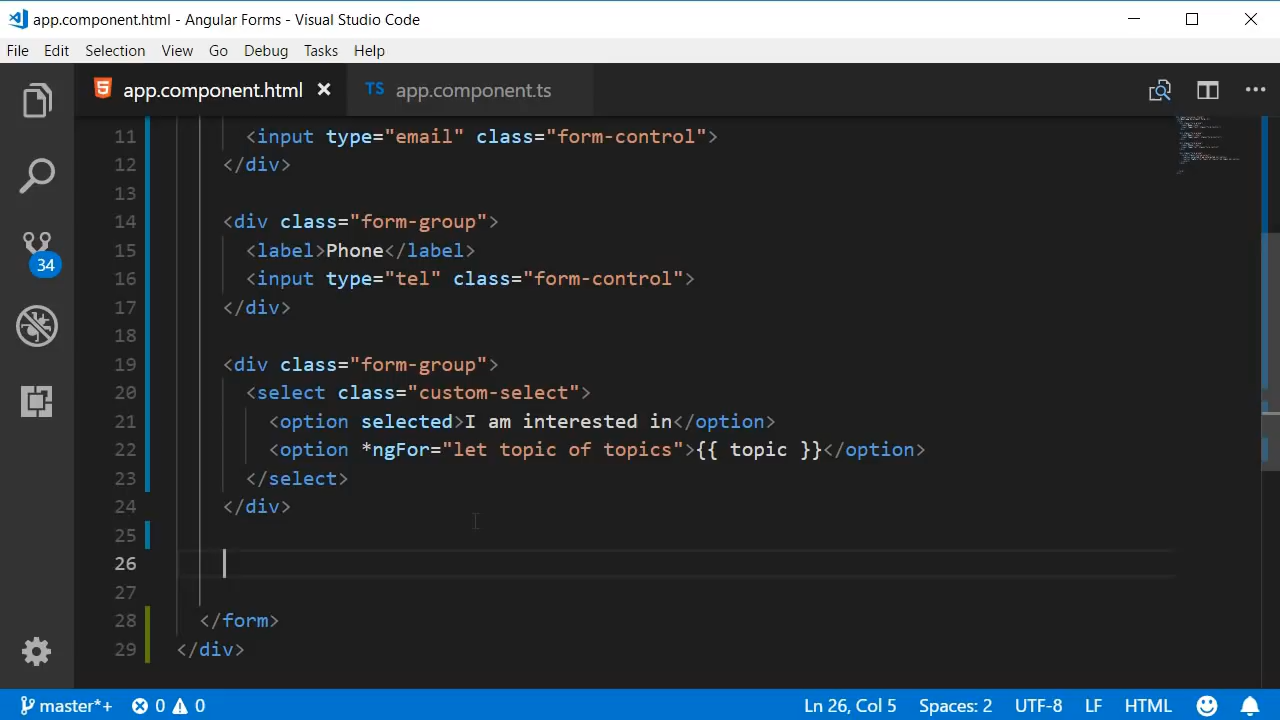 app.component.html - Angular Forms - Visual Studio Code
File Edit Selection View Go Debug Tasks Help
app.component.html TS app.component.ts
11 <input type="email" class="form-control">
12 </div>
13
14 <div class="form-group">
15 <label>Phone</label>
16 <input type="tel" class="form-control">
17 </div>
18
19 <div class="form-group">
20 <select class="custom-select">
21 <option selected>I am interested in</option>
22 <option *ngFor="let topic of topics">{{ topic }}</option>
23 </select>
24 </div>
25
26
27
28 </form>
29 </div>
34
master*+ 0 0 Ln 26, Col 5 Spaces: 2 UTF-8 LF HTML